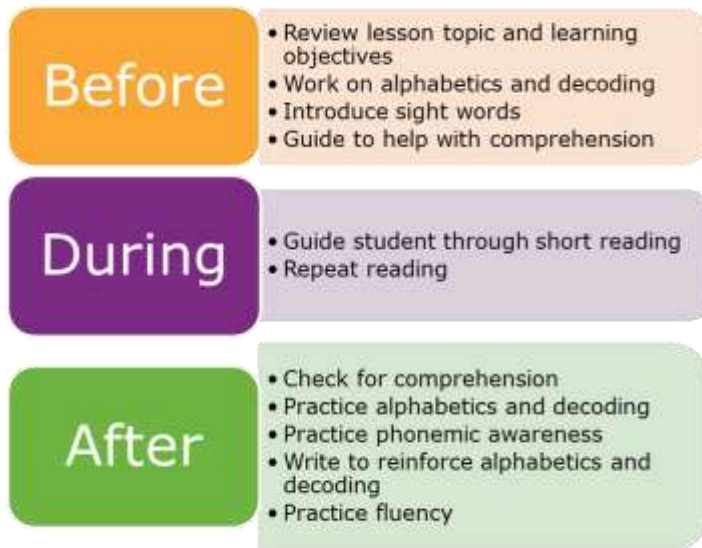 Before
• Review lesson topic and learning
objectives
• Work on alphabetics and decoding
• Introduce sight words
• Guide to help with comprehension
During
• Guide student through short reading
• Repeat reading
After
• Check for comprehension
• Practice alphabetics and decoding
• Practice phonemic awareness
• Write to reinforce alphabetics and
decoding
• Practice fluency